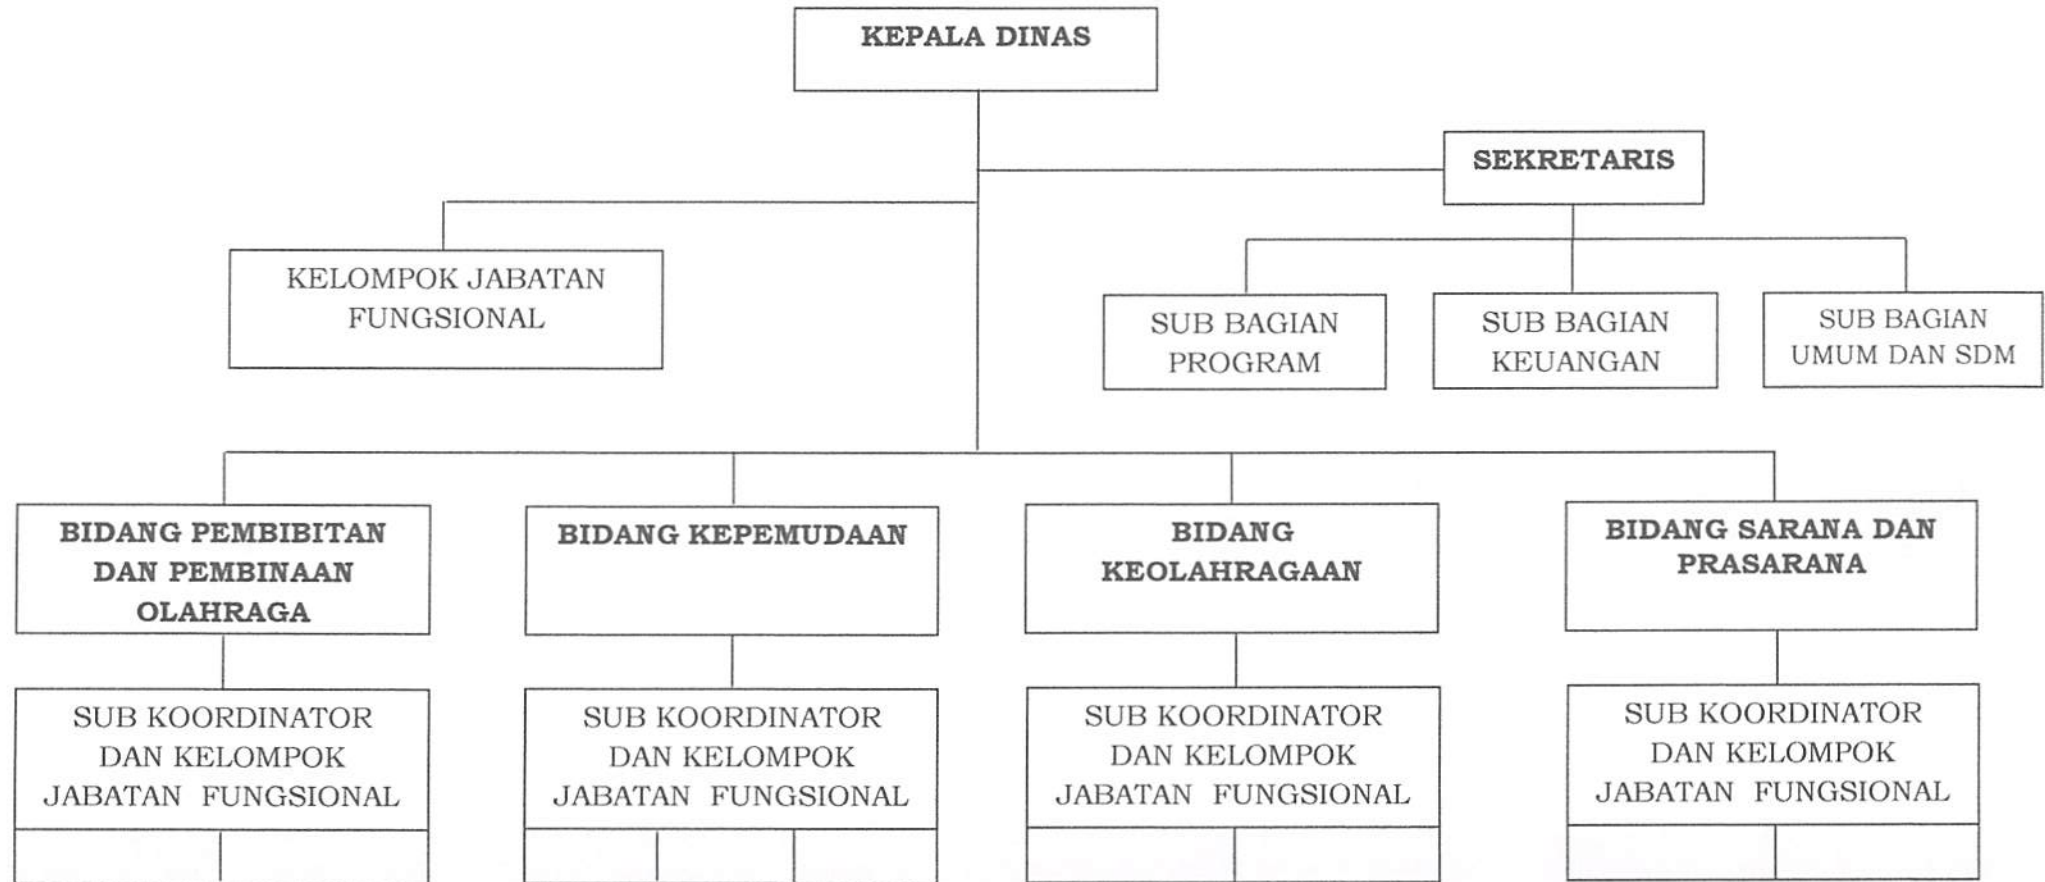 KEPALA DINAS
SEKRETARIS
KELOMPOK JABATAN
FUNGSIONAL
SUB BAGIAN
PROGRAM
SUB BAGIAN
KEUANGAN
SUB BAGIAN
UMUM DAN SDM
BIDANG PEMBIBITAN
DAN PEMBINAAN
OLAHRAGA
BIDANG KEPEMUDAAN
BIDANG
KEOLAHRAGAAN
BIDANG SARANA DAN
PRASARANA
SUB KOORDINATOR
DAN KELOMPOK
JABATAN FUNGSIONAL
SUB KOORDINATOR
DAN KELOMPOK
JABATAN FUNGSIONAL
SUB KOORDINATOR
DAN KELOMPOK
JABATAN FUNGSIONAL
SUB KOORDINATOR
DAN KELOMPOK
JABATAN FUNGSIONAL